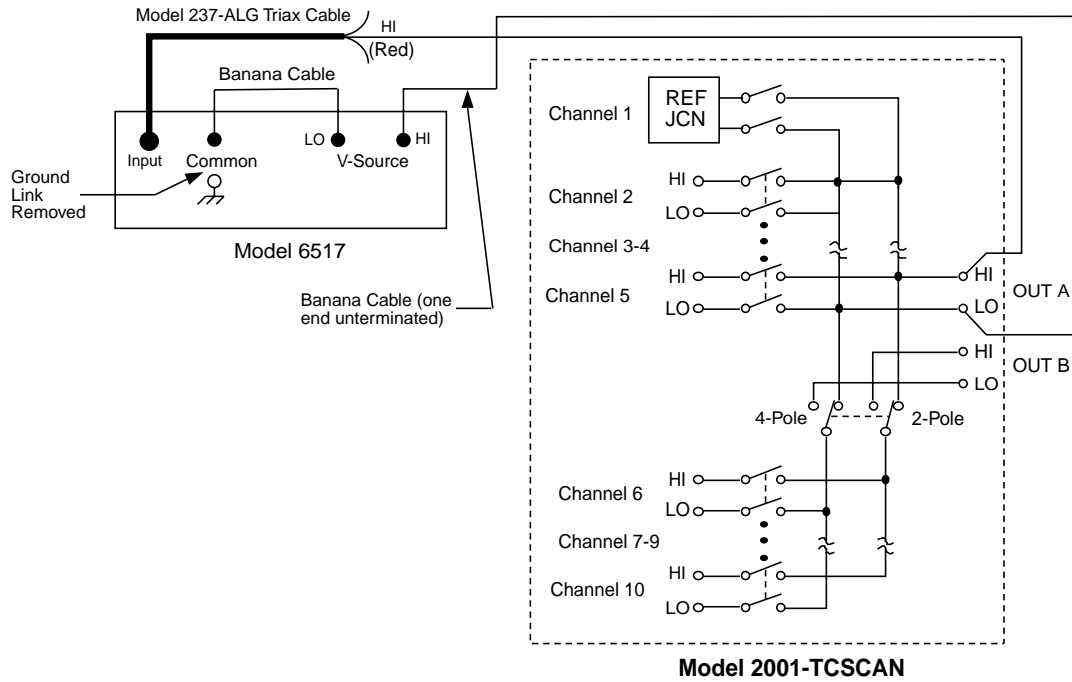 Model 237-ALG Triax Cable
HI
(Red)
Banana Cable
LO
HI
Input
Common
V-Source
Ground
Link
Removed
Model 6517
Banana Cable (one
end unterminated)
Channel 1
REF
JCN
Channel 2
HI
LO
Channel 3-4
Channel 5
HI
LO
HI
LO
OUT A
HI
LO
OUT B
4-Pole
2-Pole
Channel 6
HI
LO
Channel 7-9
Channel 10
HI
LO
Model 2001-TCSCAN